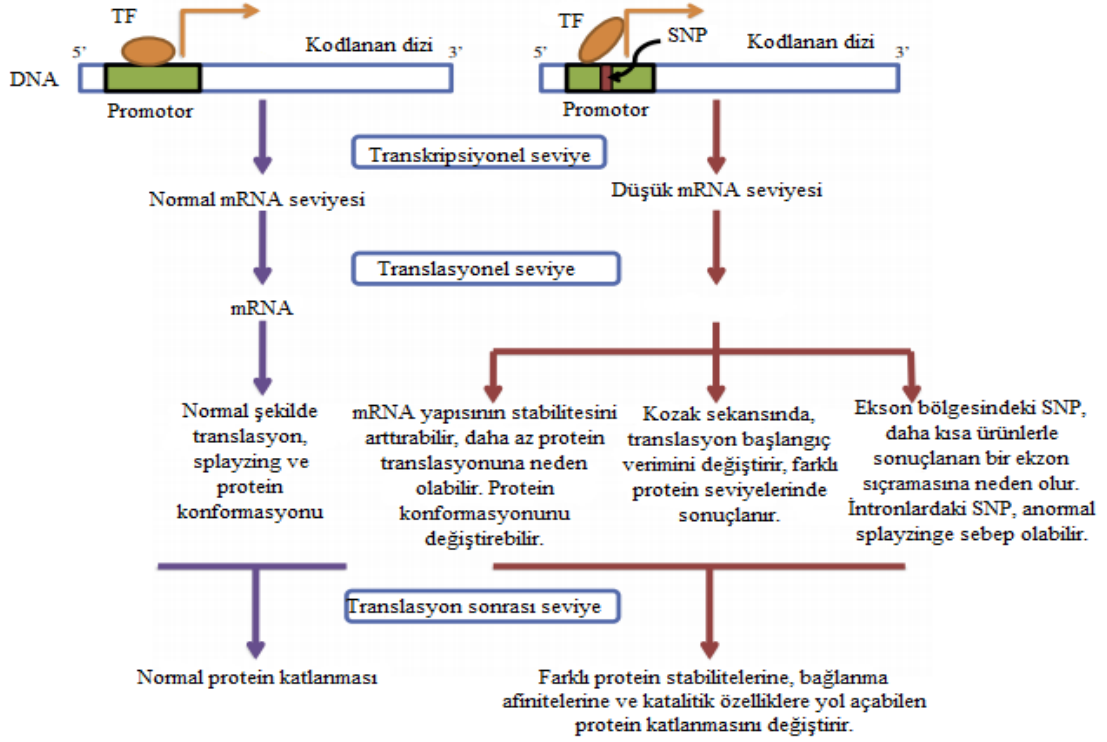 TF
5’
Kodlanan dizi
3’
DNA
Promotor
TF
SNP
5’
Kodlanan dizi
3’
Promotor
Transkripsiyonel seviye
Normal mRNA seviyesi
Düşük mRNA seviyesi
Translasyonel seviye
mRNA
Normal şekilde
translasyon,
splayzing ve
protein
konformasyonu
mRNA yapısının stabilitesini
arttırabilir, daha az protein
translasyonuna neden
olabilir. Protein
konformasyonunu
değiştirebilir.
Kozak sekansında,
translasyon başlangıç
verimini değiştirir, farklı
protein seviyelerinde
sonuçlanır.
Ekson bölgesindeki SNP,
daha kısa ürünlerle
sonuçlanan bir ekzon
sıçramasına neden olur.
İntronlardaki SNP, anormal
splayzinge sebep olabilir.
Translasyon sonrası seviye
Normal protein katlanması
Farklı protein stabilitelerine, bağlanma
afinitelerine ve katalitik özelliklere yol açabilen
protein katlanmasını değiştirir.